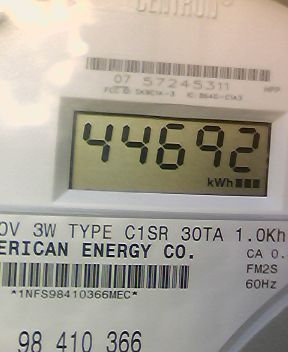 CENTRON
07 57245311
44692
kWh
0V 3W TYPE C1SR 30TA 1.0Kh
ERICAN ENERGY CO.
CA 0.
FM2S
*1NFS98410366MEC*
60Hz
98 410 366